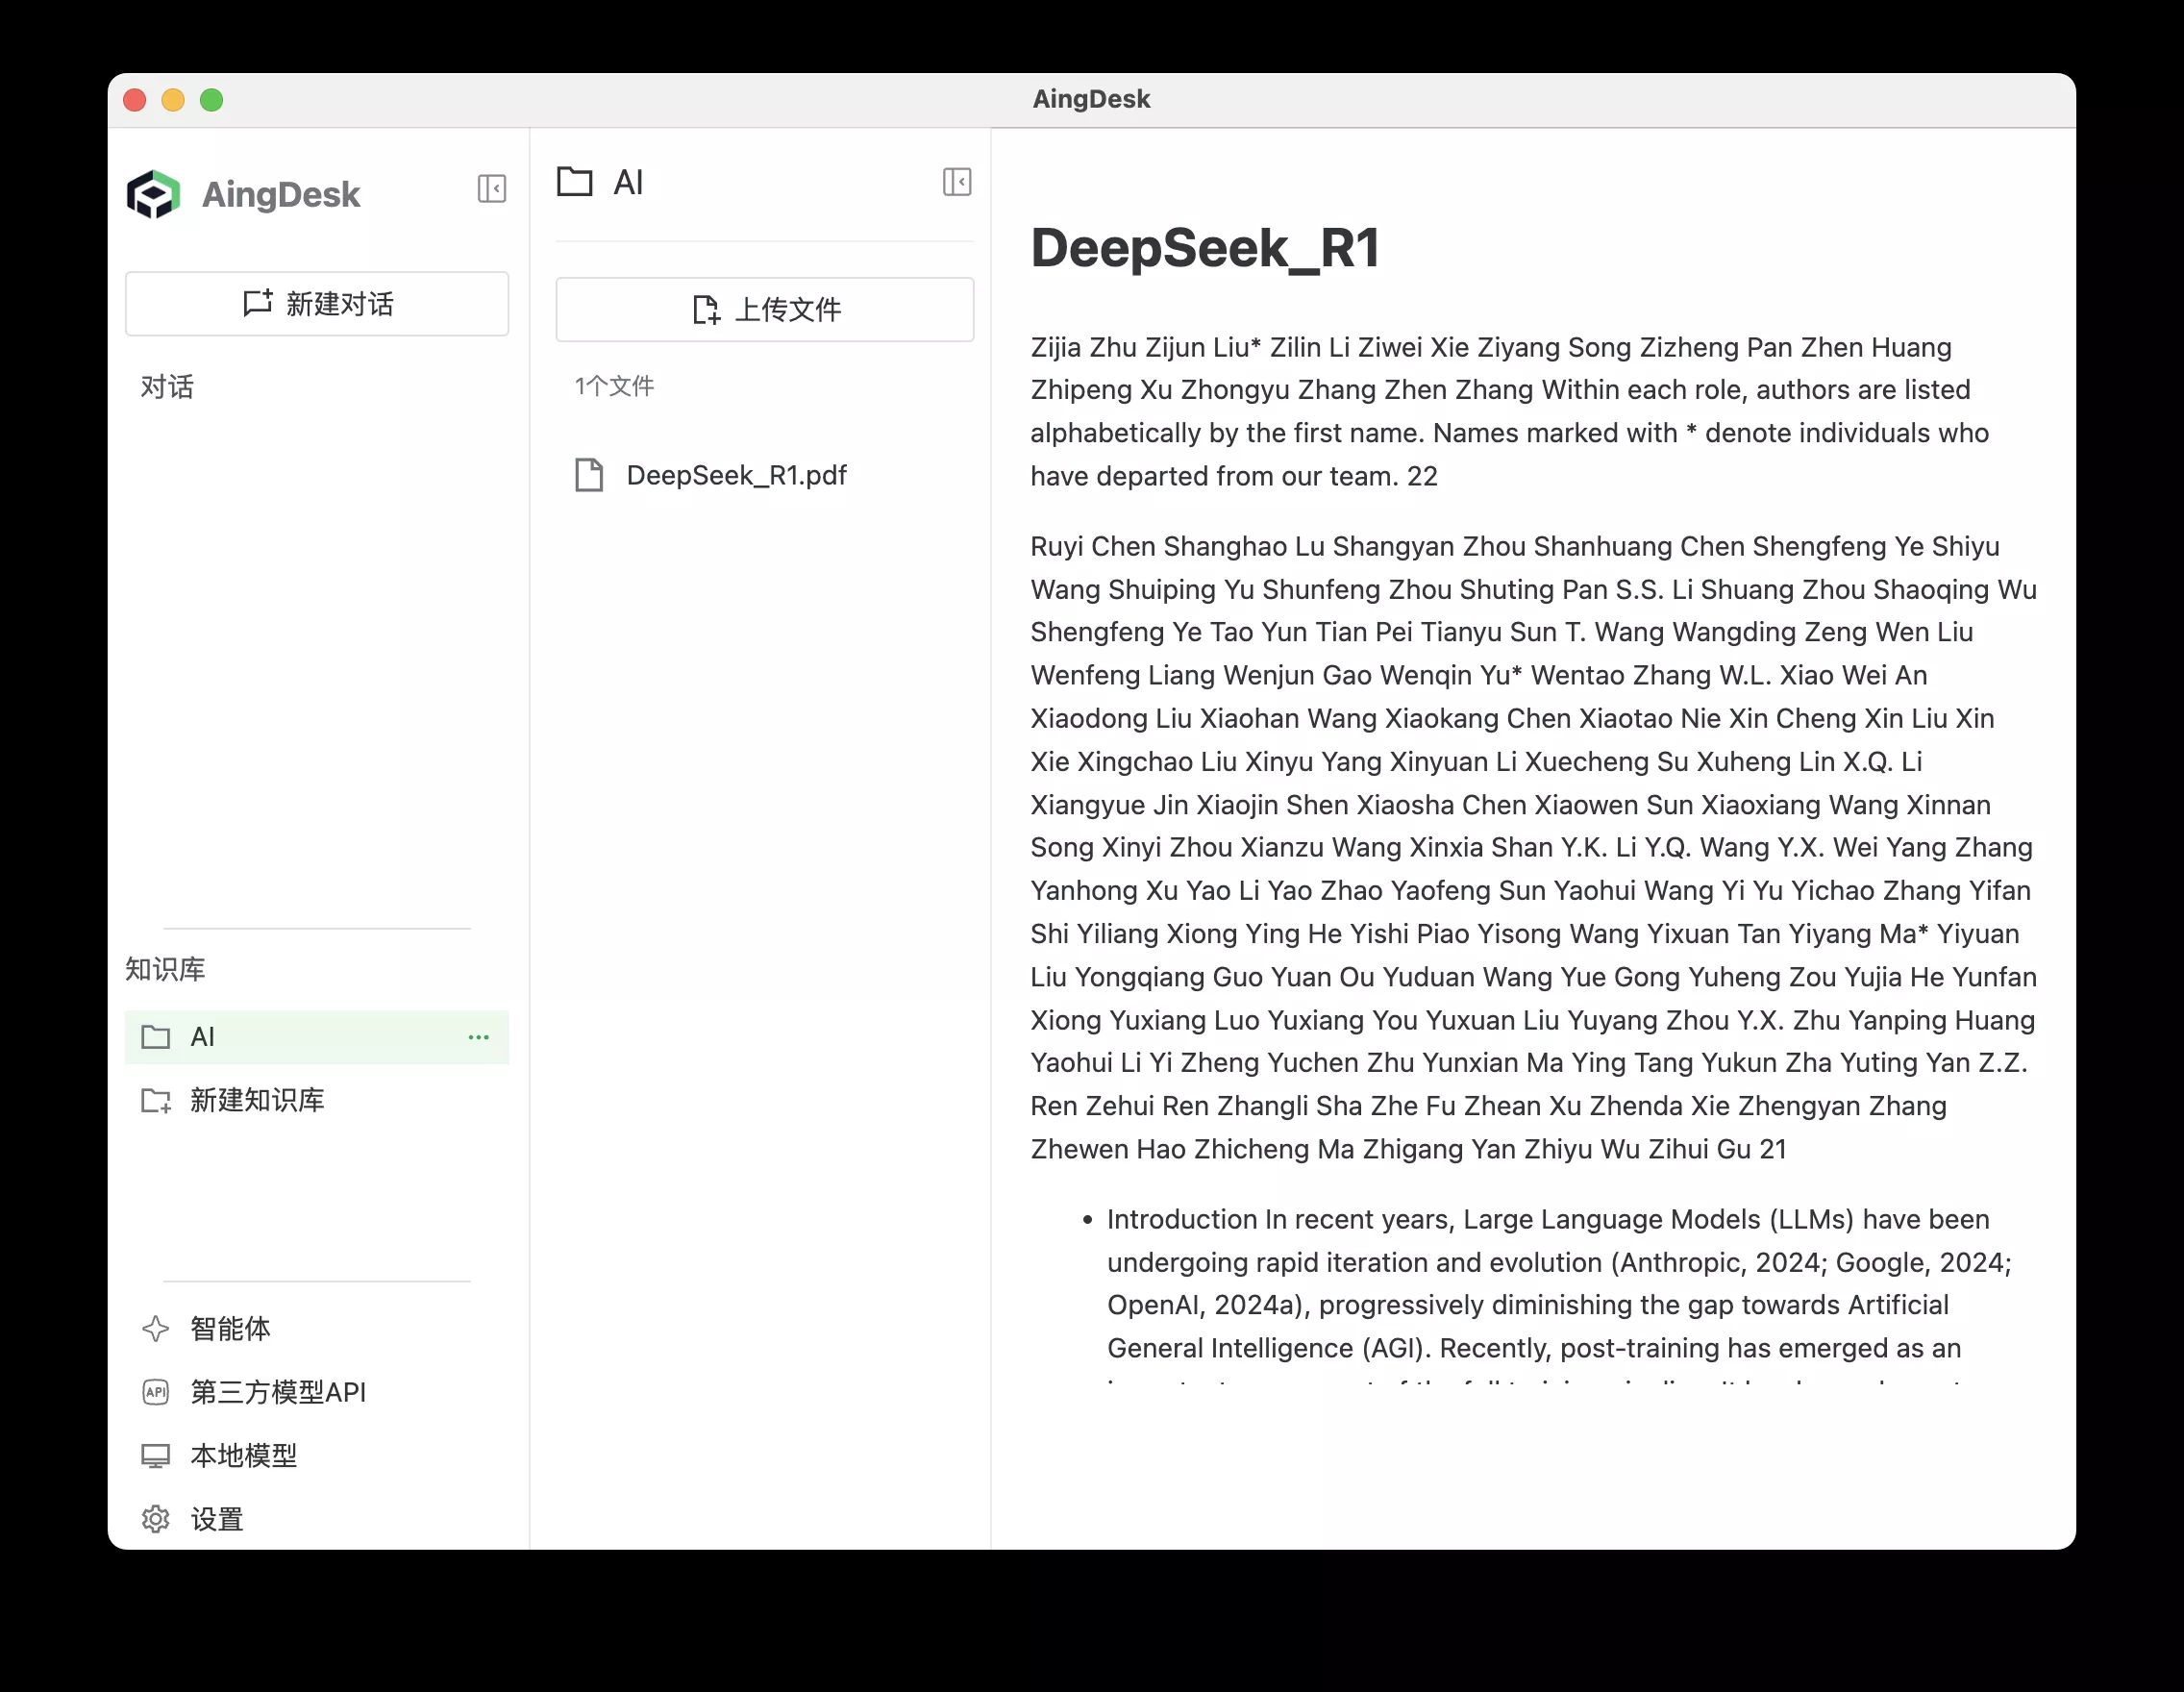 AingDesk
AingDesk
新建对话
对话
知识库
AI
新建知识库
智能体
API
第三方模型API
本地模型
设置
AI
上传文件
1个文件
DeepSeek_R1.pdf
DeepSeek_R1
Zijia Zhu Zijun Liu* Zilin Li Ziwei Xie Ziyang Song Zizheng Pan Zhen Huang
Zhipeng Xu Zhongyu Zhang Zhen Zhang Within each role, authors are listed
alphabetically by the first name. Names marked with * denote individuals who
have departed from our team. 22
Ruyi Chen Shanghao Lu Shangyan Zhou Shanhuang Chen Shengfeng Ye Shiyu
Wang Shuiping Yu Shunfeng Zhou Shuting Pan S.S. Li Shuang Zhou Shaoqing Wu
Shengfeng Ye Tao Yun Tian Pei Tianyu Sun T. Wang Wangding Zeng Wen Liu
Wenfeng Liang Wenjun Gao Wenqin Yu* Wentao Zhang W.L. Xiao Wei An
Xiaodong Liu Xiaohan Wang Xiaokang Chen Xiaotao Nie Xin Cheng Xin Liu Xin
Xie Xingchao Liu Xinyu Yang Xinyuan Li Xuecheng Su Xuheng Lin X.Q. Li
Xiangyue Jin Xiaojin Shen Xiaosha Chen Xiaowen Sun Xiaoxiang Wang Xinnan
Song Xinyi Zhou Xianzu Wang Xinxia Shan Y.K. Li Y.Q. Wang Y.X. Wei Yang Zhang
Yanhong Xu Yao Li Yao Zhao Yaofeng Sun Yaohui Wang Yi Yu Yichao Zhang Yifan
Shi Yiliang Xiong Ying He Yishi Piao Yisong Wang Yixuan Tan Yiyang Ma* Yiyuan
Liu Yongqiang Guo Yuan Ou Yuduan Wang Yue Gong Yuheng Zou Yujia He Yunfan
Xiong Yuxiang Luo Yuxiang You Yuxuan Liu Yuyang Zhou Y.X. Zhu Yanping Huang
Yaohui Li Yi Zheng Yuchen Zhu Yunxian Ma Ying Tang Yukun Zha Yuting Yan Z.Z.
Ren Zehui Ren Zhangli Sha Zhe Fu Zhean Xu Zhenda Xie Zhengyan Zhang
Zhewen Hao Zhicheng Ma Zhigang Yan Zhiyu Wu Zihui Gu 21
• Introduction In recent years, Large Language Models (LLMs) have been
undergoing rapid iteration and evolution (Anthropic, 2024; Google, 2024;
OpenAI, 2024a), progressively diminishing the gap towards Artificial
General Intelligence (AGI). Recently, post-training has emerged as an